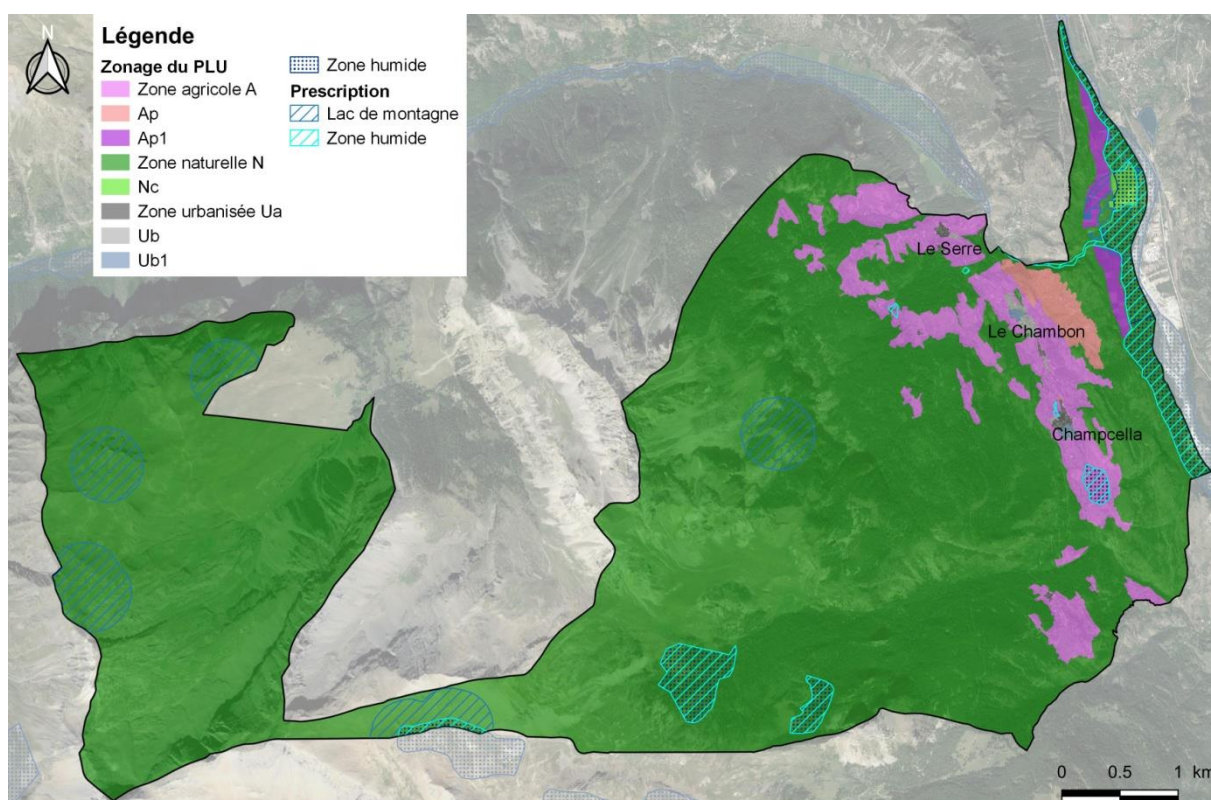 N
Légende
Zonage du PLU
Zone agricole A
Ap
Ap1
Zone naturelle N
Nc
Zone urbanisée Ua
Ub
Ub1
Zone humide
Prescription
Lac de montagne
Zone humide
Le Serre
Le Chambon
Champcella
0 0.5 1 km